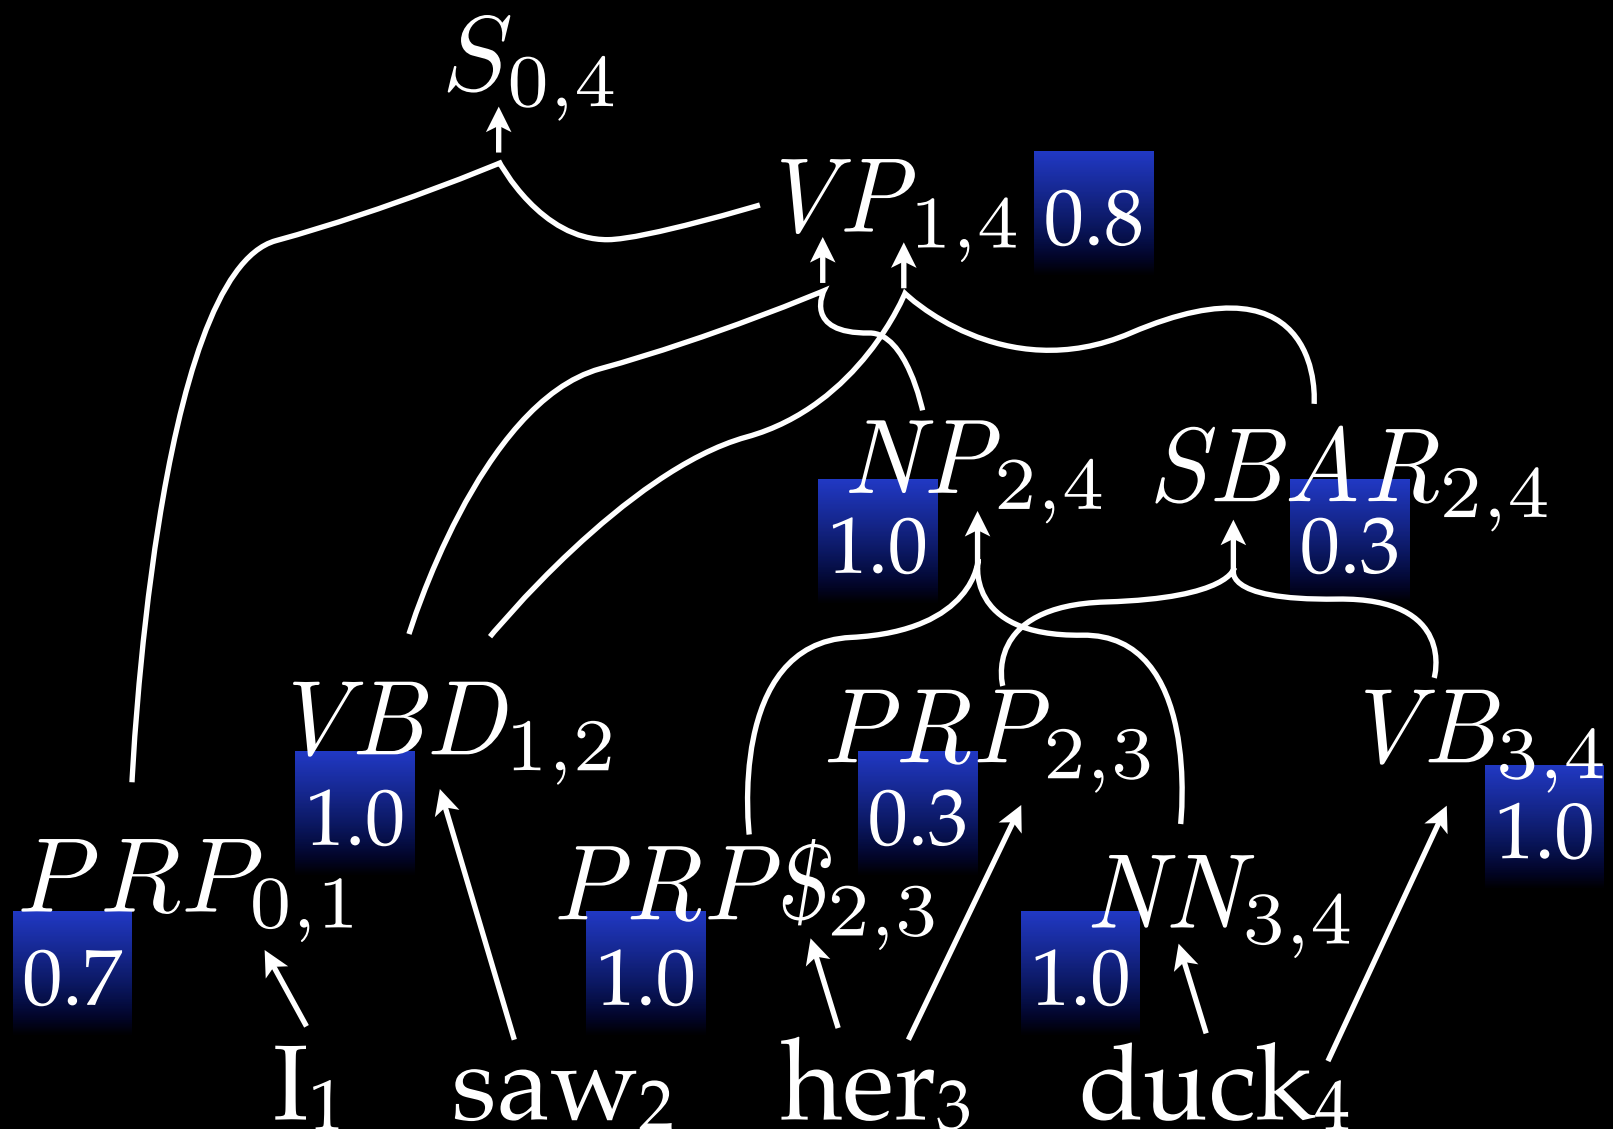 S0,4
VP1,4 0.8
NP2,4 SBAR2,4
1.0 0.3
VBD1,2 PRP2,3 VB3,4
1.0 0.3 1.0
PRP0,1 PRP$2,3 NN3,4
0.7 1.0 1.0
I1 saw2 her3 duck4